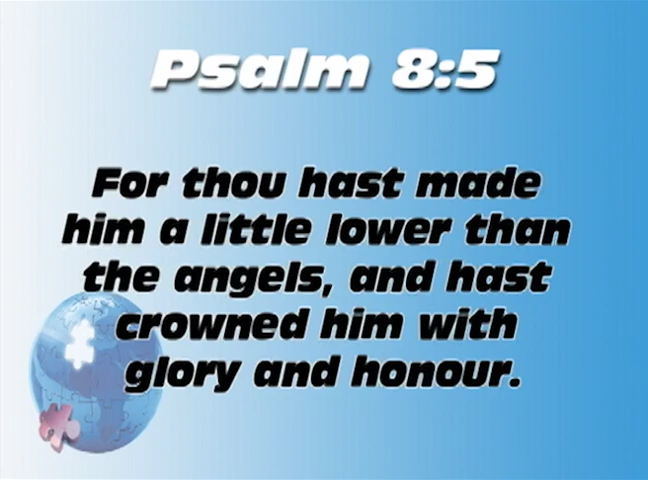 Psalm 8:5
For thou hast made
him a little lower than
the angels, and hast
crowned him with
glory and honour.